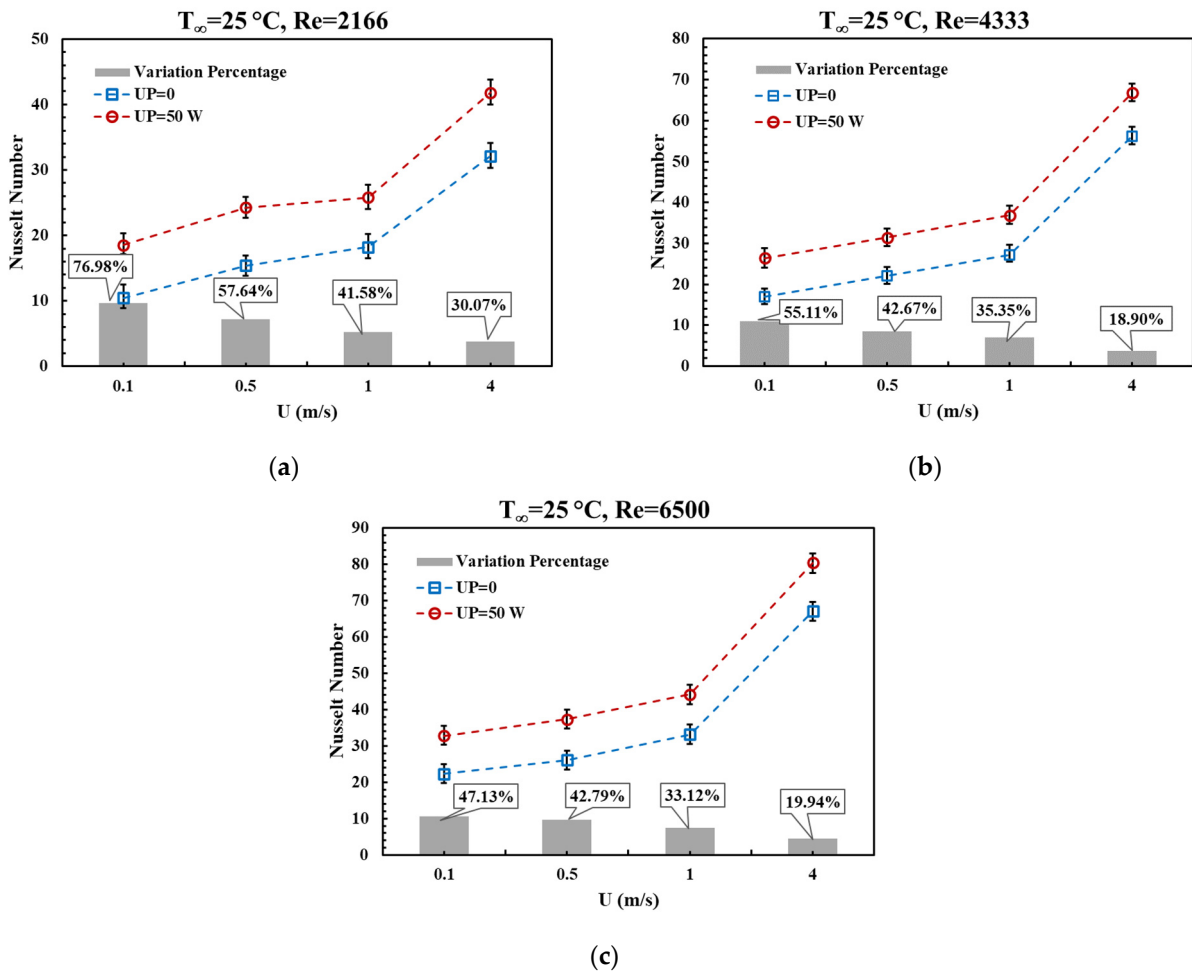 T∞=25 °C, Re=2166
50
40
30
20
10
0
Nusselt Number
Variation Percentage
UP=0
UP=50 W
76.98%
57.64%
41.58%
30.07%
0.1
0.5
1
4
U (m/s)
(a)
T∞=25 °C, Re=4333
80
70
60
50
40
30
20
10
0
Nusselt Number
Variation Percentage
UP=0
UP=50 W
55.11%
42.67%
35.35%
18.90%
0.1
0.5
1
4
U (m/s)
(b)
T∞=25 °C, Re=6500
90
80
70
60
50
40
30
20
10
0
Nusselt Number
Variation Percentage
UP=0
UP=50 W
47.13%
42.79%
33.12%
19.94%
0.1
0.5
1
4
U (m/s)
(c)